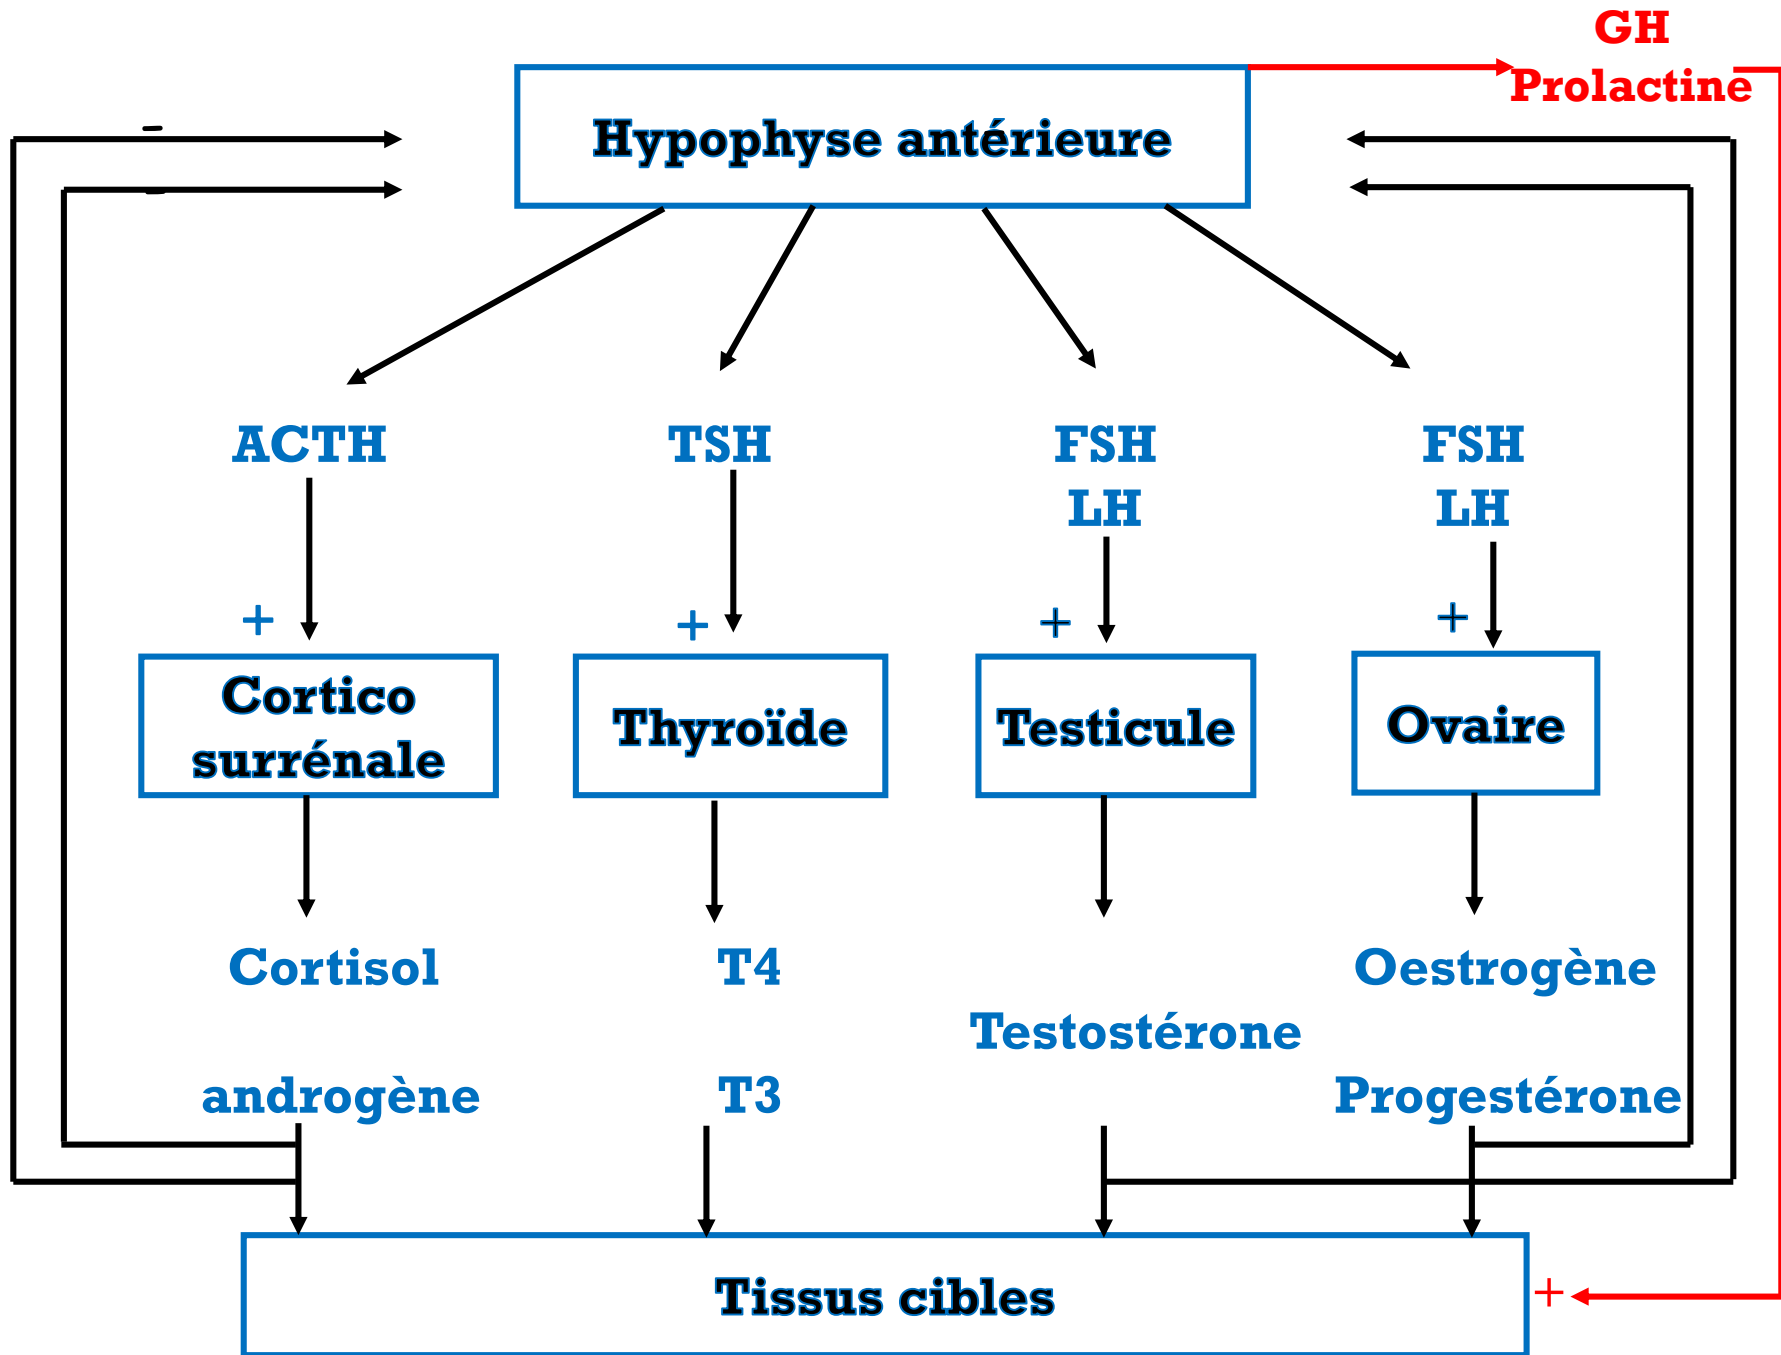 GH
Prolactine
Hypophyse antérieure
-
-
ACTH
TSH
FSH
LH
FSH
LH
+
+
+
+
Cortico
surrénale
Thyroïde
Testicule
Ovaire
Cortisol
androgène
T4
T3
Testostérone
Oestrogène
Progestérone
Tissus cibles
+